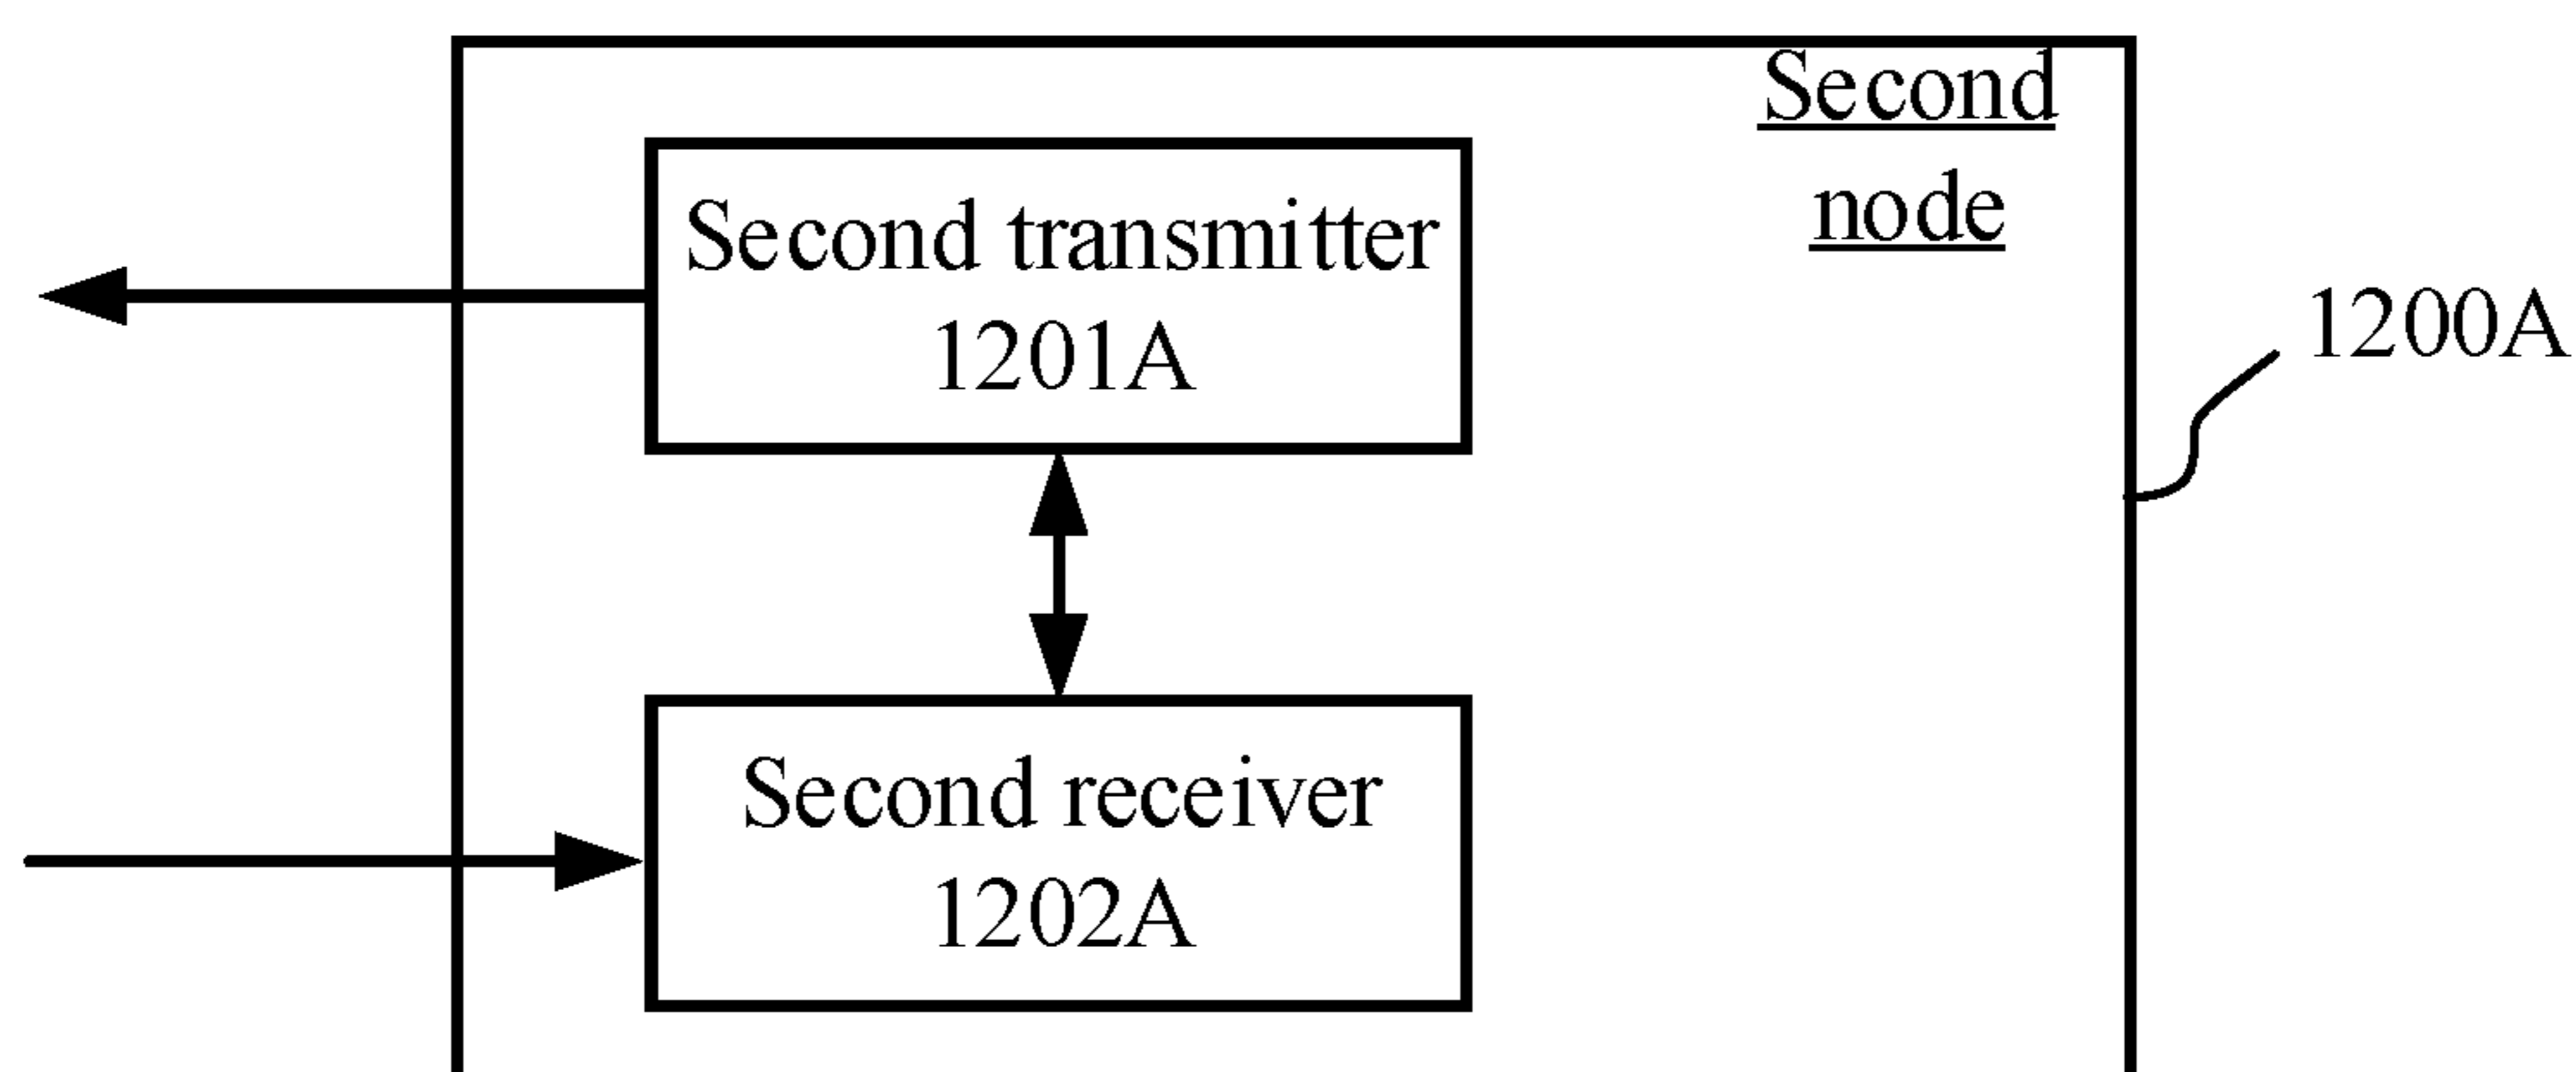 Second
node
Second transmitter
1201A
1200A
Second receiver
1202A